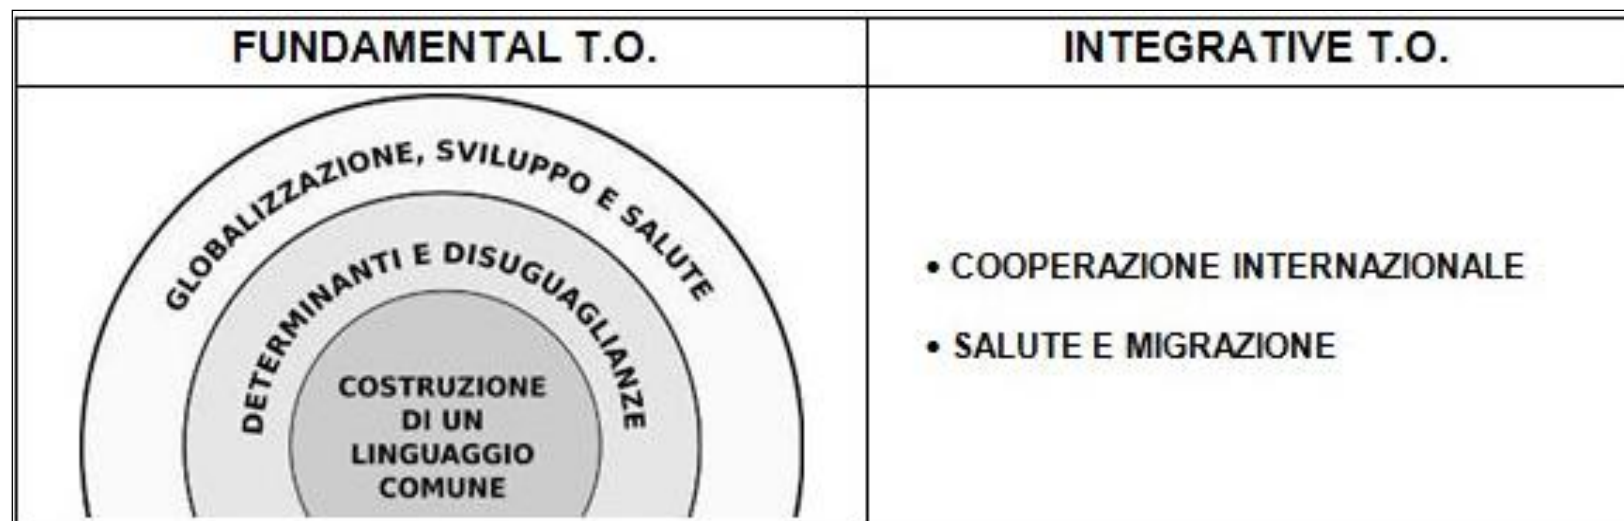 FUNDAMENTAL T.O.
INTEGRATIVE T.O.
GLOBALIZZAZIONE, SVILUPPO E SALUTE
DETERMINANTI E DISUGUAGLIANZE
COSTRUZIONE
DI UN
LINGUAGGIO
COMUNE
• COOPERAZIONE INTERNAZIONALE
• SALUTE E MIGRAZIONE